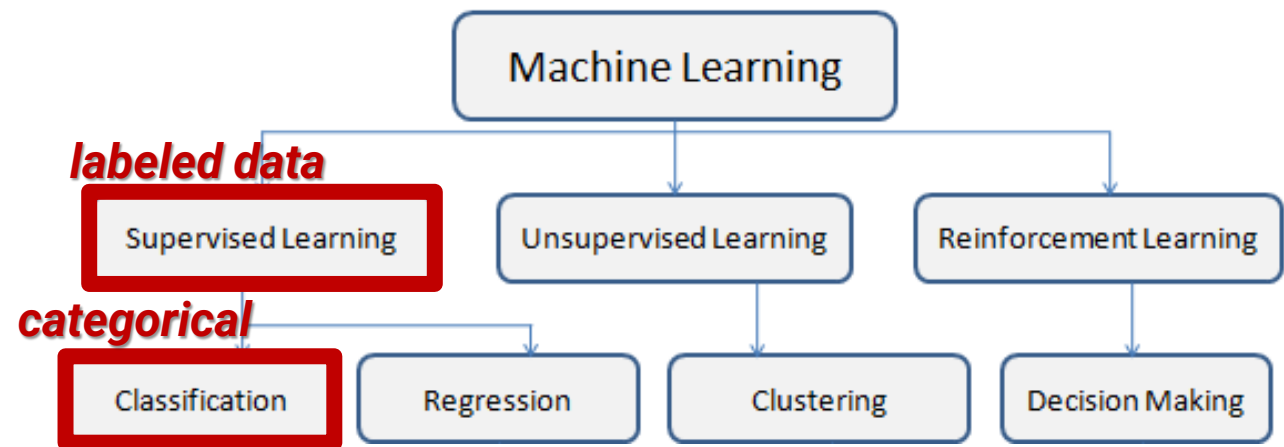 Machine Learning
labeled data
Supervised Learning
Unsupervised Learning
Reinforcement Learning
categorical
Classification
Regression
Clustering
Decision Making